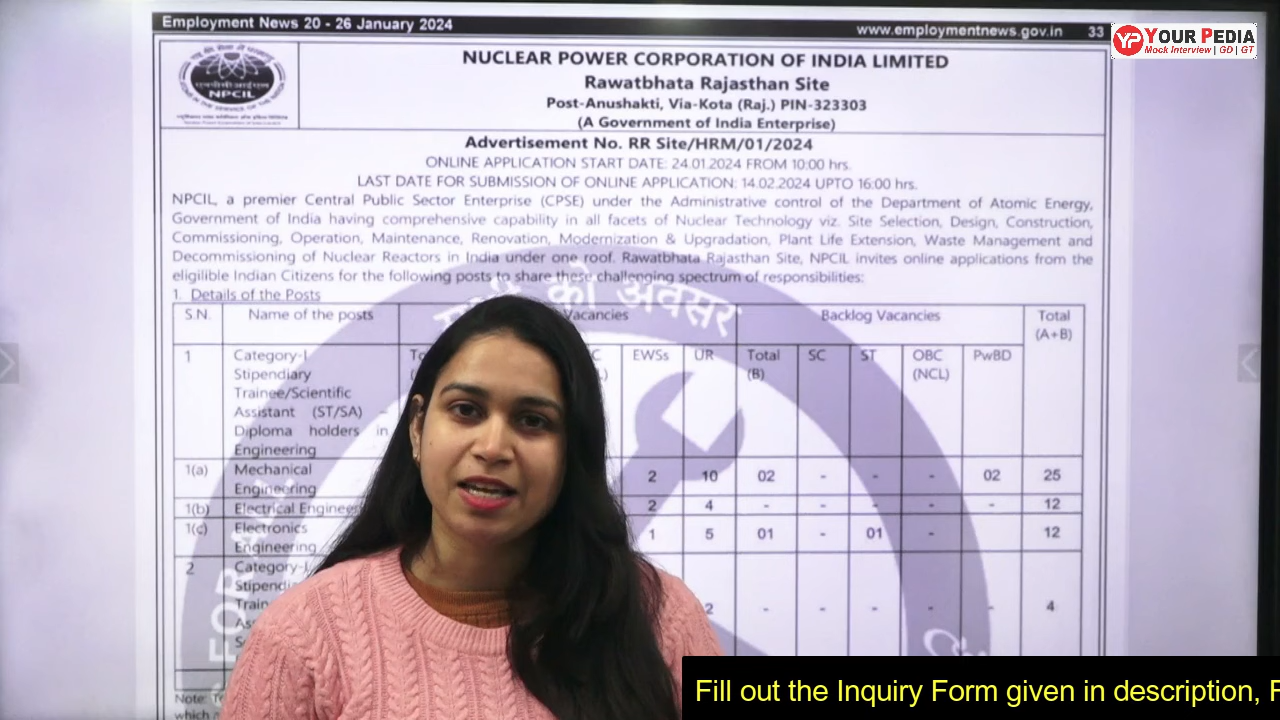 Employment News 20 - 26 January 2024
www.employmentnews.gov.in 33
YP YOUR PEDIA
Mock Interview | GD | GT
NPCIL
NUCLEAR POWER CORPORATION OF INDIA LIMITED
Rawatbhata Rajasthan Site
Post-Anushakti, Via-Kota (Raj.) PIN-323303
(A Government of India Enterprise)
Advertisement No. RR Site/HRM/01/2024
ONLINE APPLICATION START DATE: 24.01.2024 FROM 10:00 hrs.
LAST DATE FOR SUBMISSION OF ONLINE APPLICATION: 14.02.2024 UPTO 16:00 hrs.
NPCIL, a premier Central Public Sector Enterprise (CPSE) under the Administrative control of the Department of Atomic Energy,
Government of India having comprehensive capability in all facets of Nuclear Technology viz. Site Selection, Design, Construction,
Commissioning, Operation, Maintenance, Renovation, Modernization & Upgradation, Plant Life Extension, Waste Management and
Decommissioning of Nuclear Reactors in India under one roof. Rawatbhata Rajasthan Site, NPCIL invites online applications from the
eligilible Indian Citizens for the following posts to share these challenging spectrum of responsibilities:
को अवसर
1. Details of the Posts
S.N. Name of the posts Vacancies Backlog Vacancies Total
(A+B)
1 Category-I EWSs UR Total SC ST OBC PwBD
Stipendiary (B) (NCL)
Trainee/Scientific
Assistant (ST/SA) -
Diploma holders in
Engineering
1(a) Mechanical 2 10 02 - - - 02 25
Engineering
1(b) Electrical 2 4 - - - - - 12
1(c) Electronics 1 5 01 - 01 - 12
Engineering
2 2 - - - - - 4
Note:
which
Fill out the Inquiry Form given in description,